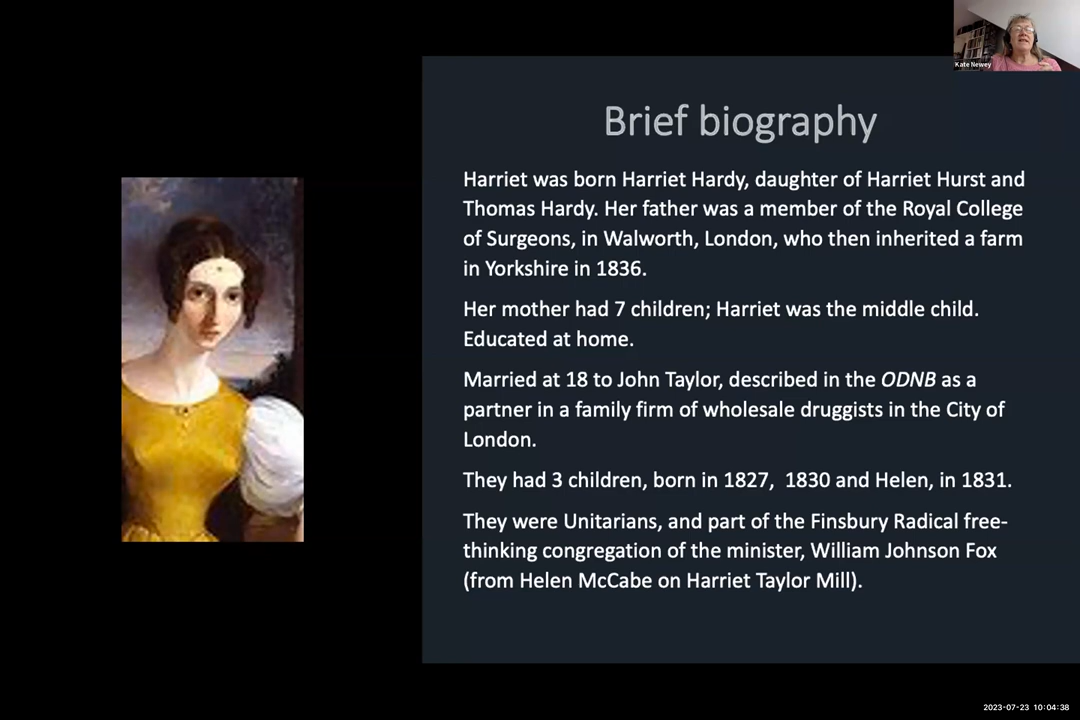 Kate Newey
Brief biography
Harriet was born Harriet Hardy, daughter of Harriet Hurst and
Thomas Hardy. Her father was a member of the Royal College
of Surgeons, in Walworth, London, who then inherited a farm
in Yorkshire in 1836.
Her mother had 7 children; Harriet was the middle child.
Educated at home.
Married at 18 to John Taylor, described in the ODNB as a
partner in a family firm of wholesale druggists in the City of
London.
They had 3 children, born in 1827,  1830 and Helen, in 1831.
They were Unitarians, and part of the Finsbury Radical free-
thinking congregation of the minister, William Johnson Fox
(from Helen McCabe on Harriet Taylor Mill).
2023-07-23 10:04:38